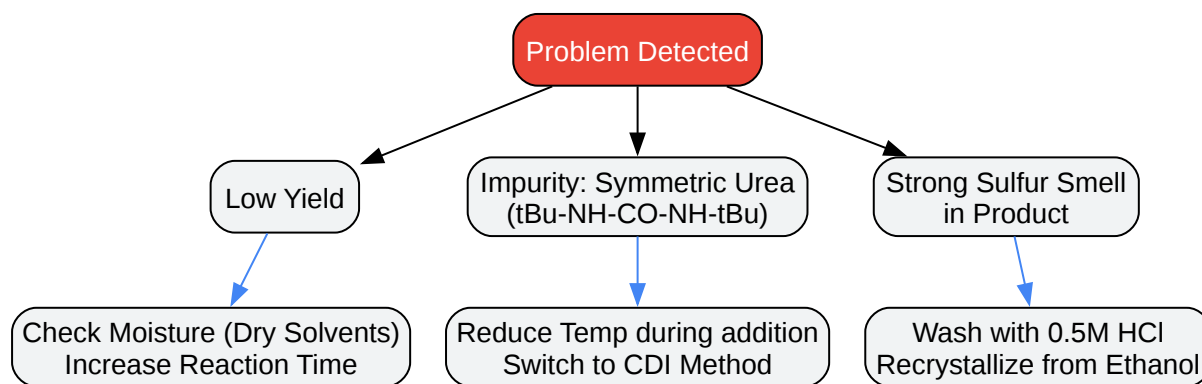 Problem Detected
Low Yield
Impurity: Symmetric Urea
(tBu-NH-CO-NH-tBu)
Strong Sulfur Smell
in Product
Check Moisture (Dry Solvents)
Increase Reaction Time
Reduce Temp during addition
Switch to CDI Method
Wash with 0.5M HCl
Recrystallize from Ethanol